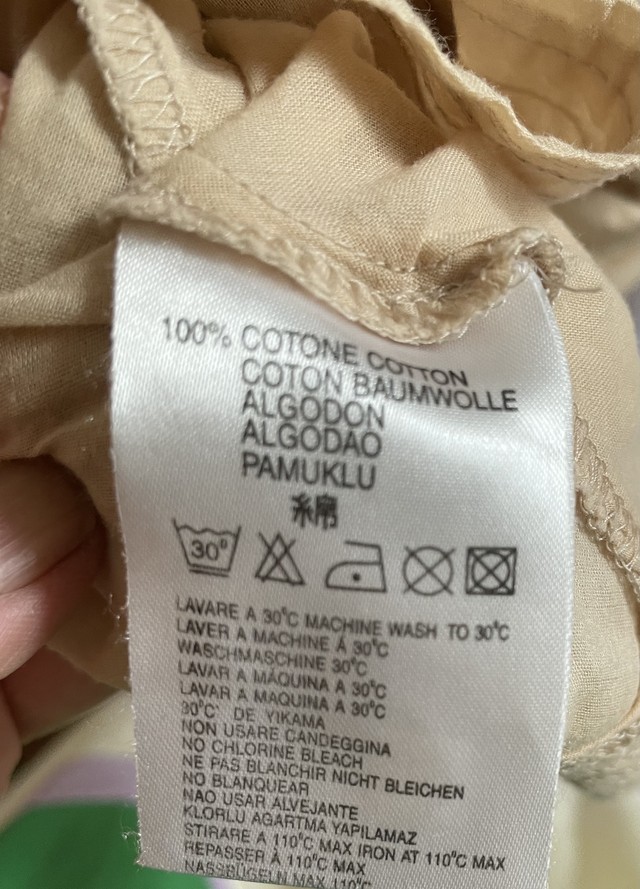 100% COTONE COTTON
COTON BAUMWOLLE
ALGODON
ALGODAO
PAMUKLU
綿
30°
LAVARE A 30°C MACHINE WASH TO 30°C
LAVER A MACHINE Á 30°C
WASCHMASCHINE 30°C
LAVAR A MÁQUINA A 30°C
LAVAR A MAQUINA A 30°C
30°C' DE YIKAMA
NON USARE CANDEGGINA
NO CHLORINE BLEACH
NE PAS BLANCHIR NICHT BLEICHEN
NO BLANQUEAR
NAO USAR ALVEJANTE
KLORLU AGARTMA YAPILAMAZ
STIRARE A 110°C MAX IRON AT 110°C MAX
REPASSER À 110°C MAX
NASSBÜGELN MAX 110°C